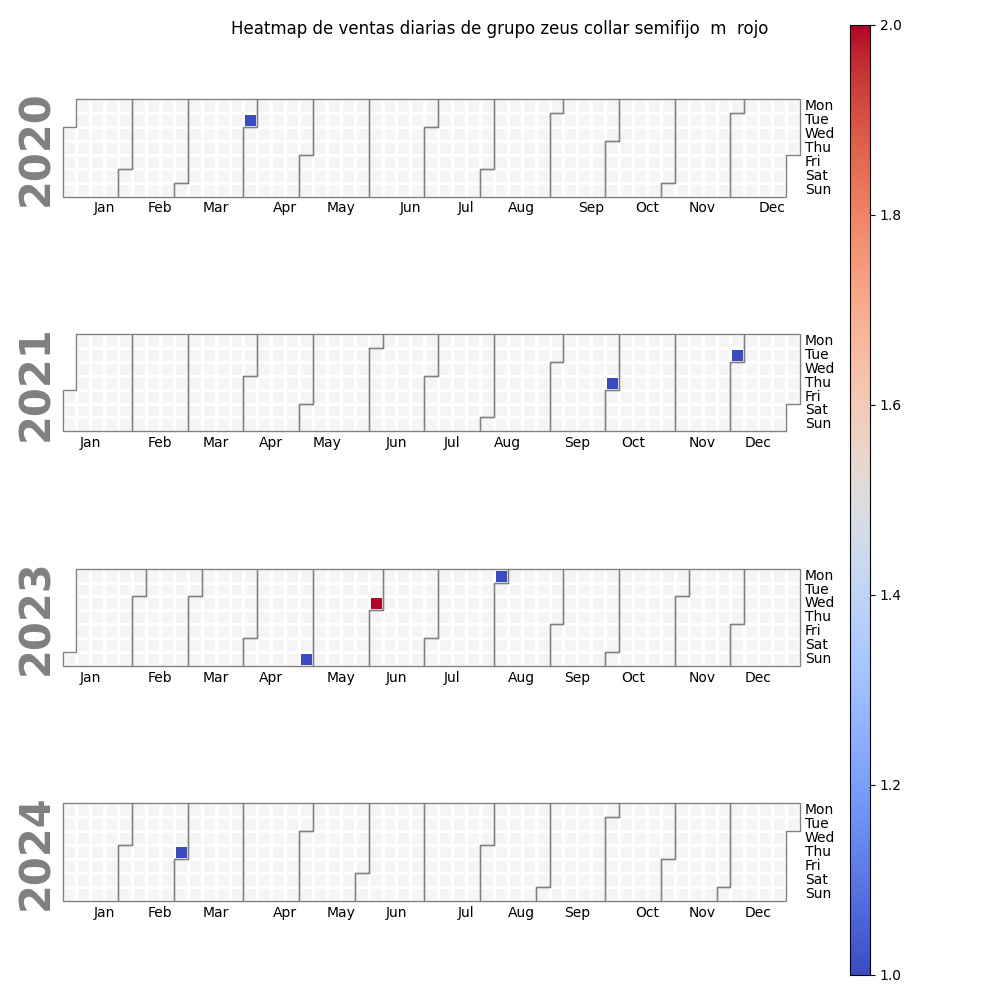 Heatmap de ventas diarias de grupo zeus collar semifijo  m  rojo
2020
Mon
Tue
Wed
Thu
Fri
Sat
Sun
Jan Feb Mar Apr May Jun Jul Aug Sep Oct Nov Dec
2021
Mon
Tue
Wed
Thu
Fri
Sat
Sun
Jan Feb Mar Apr May Jun Jul Aug Sep Oct Nov Dec
2023
Mon
Tue
Wed
Thu
Fri
Sat
Sun
Jan Feb Mar Apr May Jun Jul Aug Sep Oct Nov Dec
2024
Mon
Tue
Wed
Thu
Fri
Sat
Sun
Jan Feb Mar Apr May Jun Jul Aug Sep Oct Nov Dec
2.0
1.8
1.6
1.4
1.2
1.0